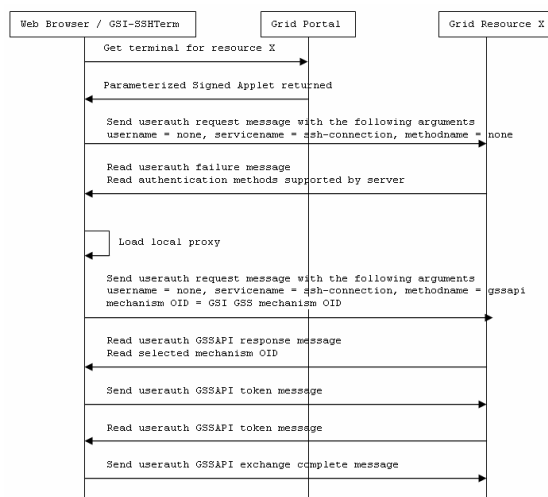 Web Browser / GSI-SSHTerm
Grid Portal
Grid Resource X
Get terminal for resource X
Parameterized Signed Applet returned
Send userauth request message with the following arguments
username = none, servicename = ssh-connection, methodname = none
Read userauth failure message
Read authentication methods supported by server
Load local proxy
Send userauth request message with the following arguments
username = none, servicename = ssh-connection, methodname = gssapi
mechanism OID = GSI GSS mechanism OID
Read userauth GSSAPI response message
Read selected mechanism OID
Send userauth GSSAPI token message
Read userauth GSSAPI token message
Send userauth GSSAPI exchange complete message